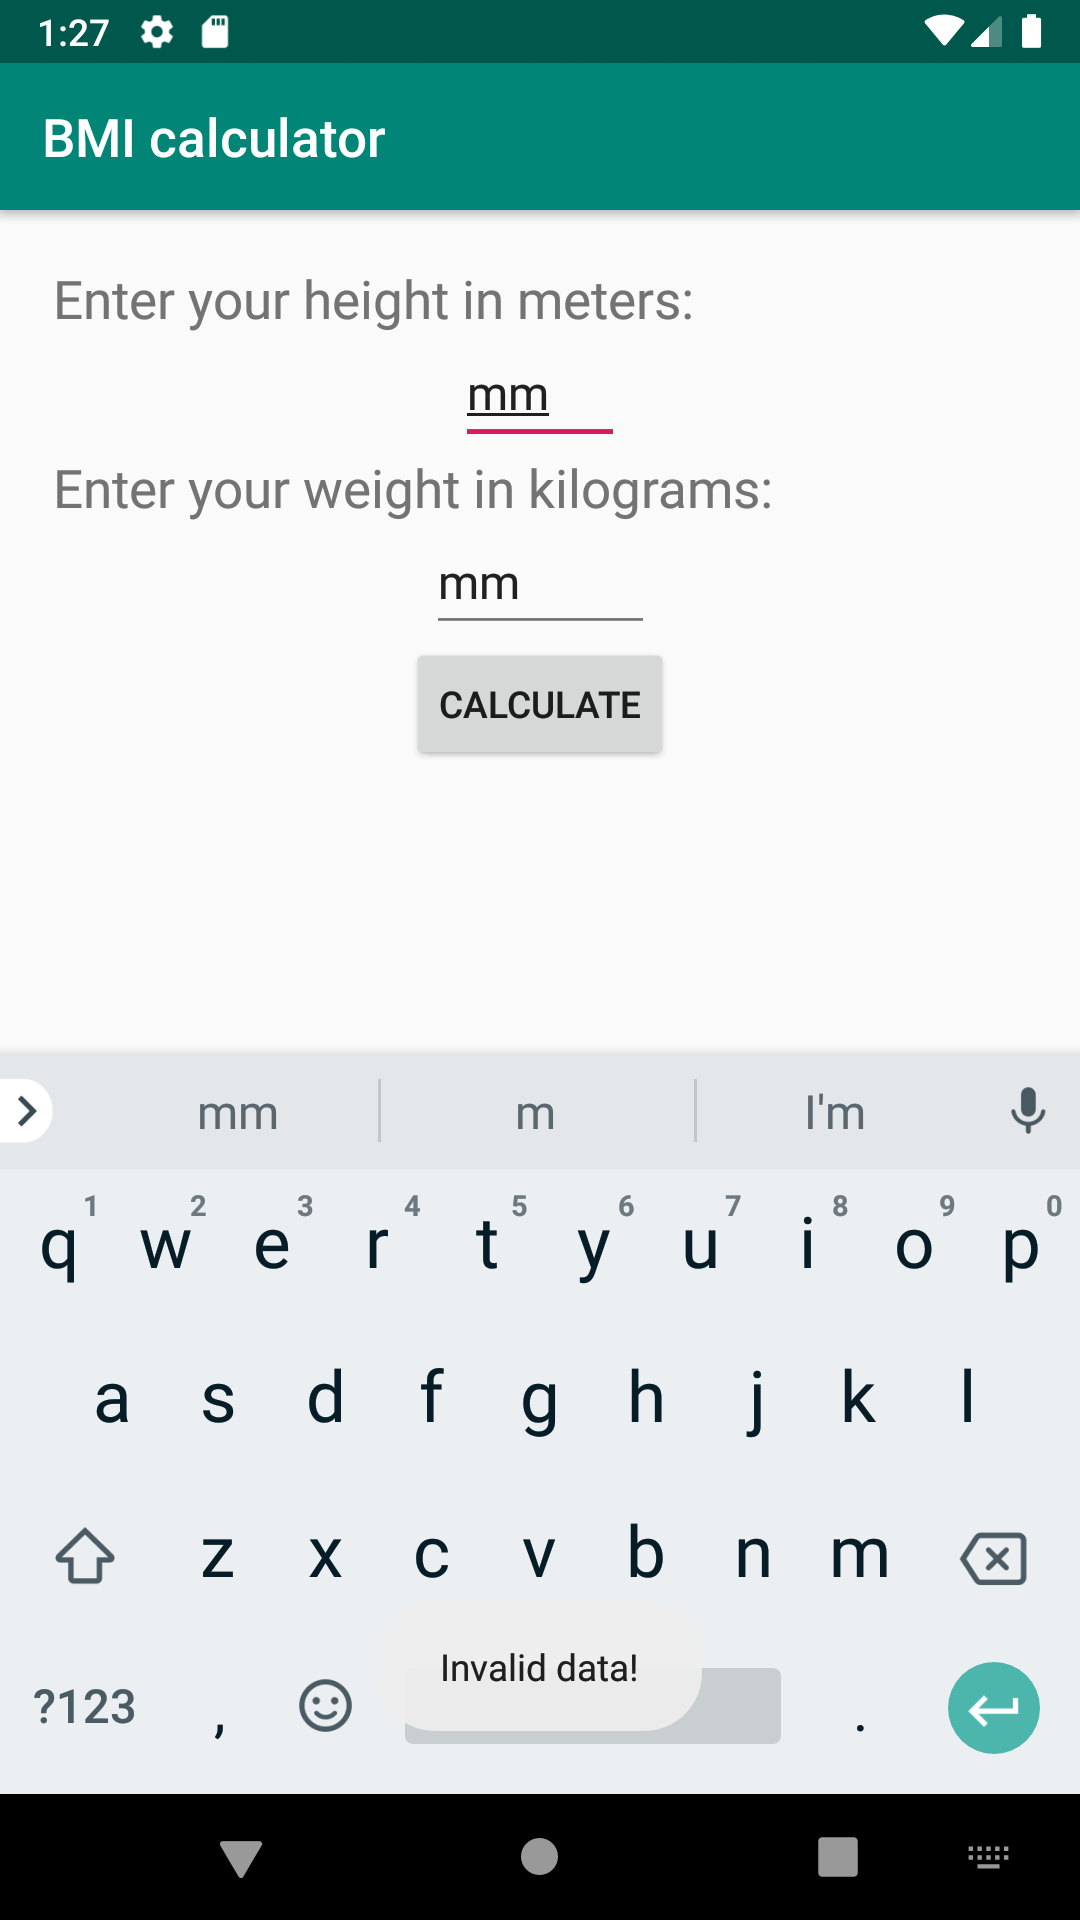 1:27
BMI calculator
Enter your height in meters:
mm
Enter your weight in kilograms:
mm
CALCULATE
mm m I'm
q 1 w 2 e 3 r 4 t 5 y 6 u 7 i 8 o 9 p 0
a s d f g h j k l
z x c v b n m
Invalid data!
?123 , .